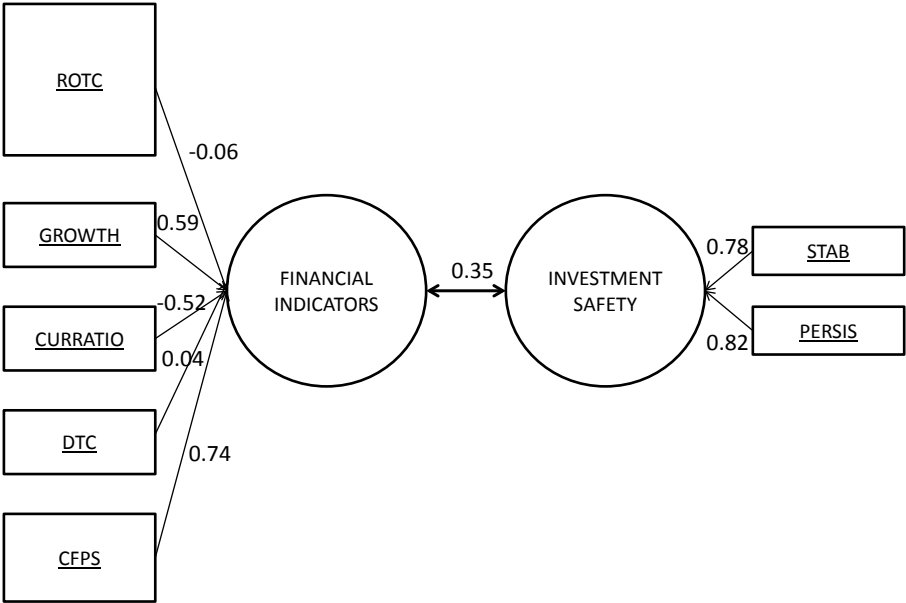 ROTC
-0.06
GROWTH
0.59
CURRATIO
-0.52
DTC
0.04
CFPS
0.74
FINANCIAL
INDICATORS
0.35
INVESTMENT
SAFETY
0.78
STAB
0.82
PERSIS